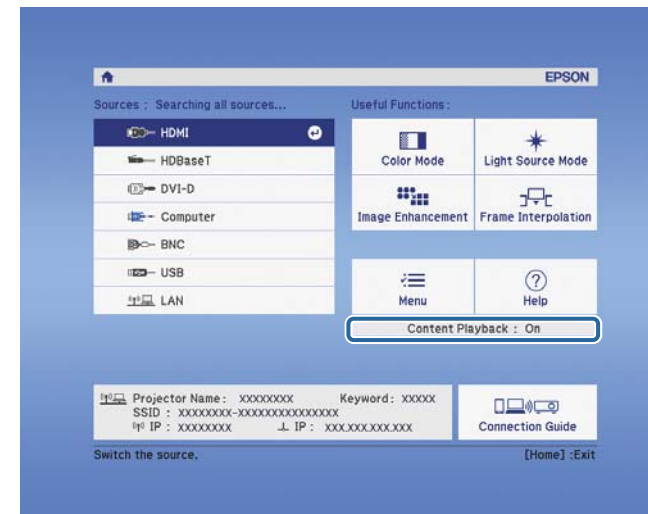 EPSON
Sources : Searching all sources...
HDMI
HDBaseT
DVI-D
Computer
BNC
USB
LAN
Useful Functions :
Color Mode
Light Source Mode
Image Enhancement
Frame Interpolation
Menu
Help
Content Playback : On
Projector Name : XXXXXXXX Keyword : XXXXX
SSID : XXXXXXXX-XXXXXXXXXXXXXXX
IP : XXXXXXXX IP : XXX.XXX.XXX.XXX
Connection Guide
Switch the source.
[Home] :Exit